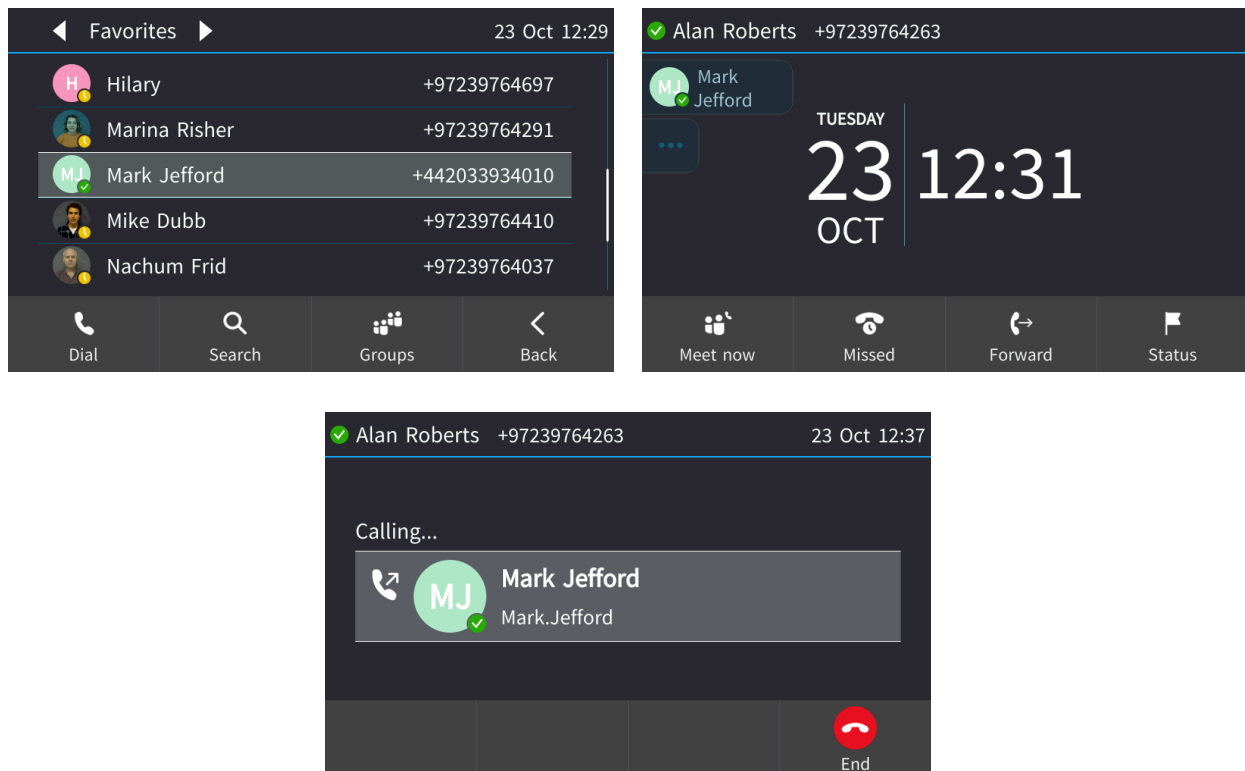 Favorites 23 Oct 12:29
H Hilary +97239764697
Marina Risher +97239764291
MJ Mark Jefford +442033934010
Mike Dubb +97239764410
Nachum Frid +97239764037
Dial Search Groups Back
Alan Roberts +97239764263
MJ Mark
Jefford
TUESDAY
23 12:31
OCT
Meet now Missed Forward Status
Alan Roberts +97239764263 23 Oct 12:37
Calling...
MJ Mark Jefford
Mark.Jefford
End